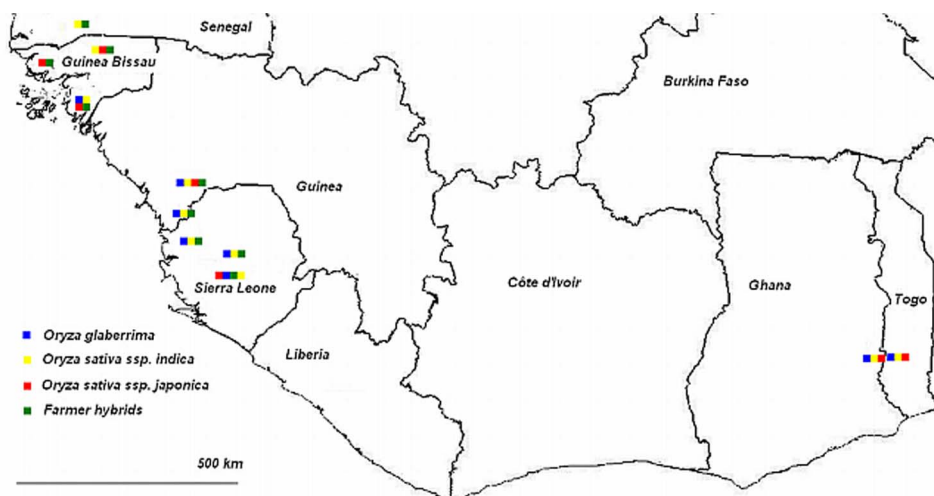 Senegal
Guinea Bissau
Burkina Faso
Guinea
Côte d'Ivoir
Ghana
Togo
Sierra Leone
Liberia
Oryza glaberrima
Oryza sativa ssp. indica
Oryza sativa ssp. japonica
Farmer hybrids
500 km